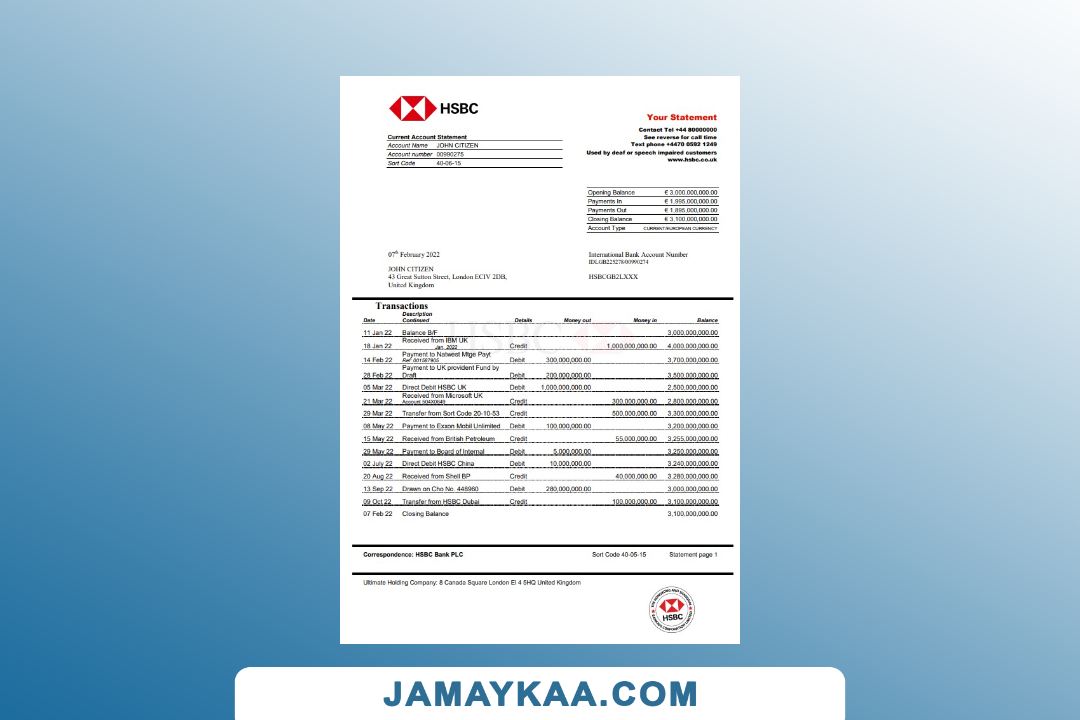 HSBC
Your Statement
Contact Tel +44 80000000
See reverse for call time
Text phone +4470 0592 1249
Used by deaf or speech impaired customers
www.hsbc.co.uk
Current Account Statement
Account Name JOHN CITIZEN
Account number 00990275
Sort Code 40-06-15
Opening Balance € 3,000,000,000.00
Payments In € 1,995,000,000.00
Payments Out € 1,895,000,000.00
Closing Balance € 3,100,000,000.00
Account Type CURRENT/EUROPEAN CURRENCY
07th February 2022
JOHN CITIZEN
43 Great Sutton Street, London ECIV 2DB,
United Kingdom
International Bank Account Number
IDLGB225278/00990274
HSBCGB2LXXX
Transactions
Date Description Continued Details Money out Money in Balance
11 Jan 22 Balance B/F 3,000,000,000.00
18 Jan 22 Received from IBM UK Jan. 2022 Credit 1,000,000,000.00 4,000,000,000.00
14 Feb 22 Payment to Natwest Mtge Payt Ref: 001587905 Debit 300,000,000.00 3,700,000,000.00
28 Feb 22 Payment to UK provident Fund by Draft Debit 200,000,000.00 3,500,000,000.00
05 Mar 22 Direct Debit HSBC UK Debit 1,000,000,000.00 2,500,000,000.00
21 Mar 22 Received from Microsoft UK Account Credit 300,000,000.00 2,800,000,000.00
29 Mar 22 Transfer from Sort Code 20-10-53 Credit 500,000,000.00 3,300,000,000.00
08 May 22 Payment to Exxon Mobil Unlimited Debit 100,000,000.00 3,200,000,000.00
15 May 22 Received from British Petroleum Credit 55,000,000.00 3,255,000,000.00
29 May 22 Payment to Board of Internal Debit 5,000,000.00 3,250,000,000.00
02 July 22 Direct Debit HSBC China Debit 10,000,000.00 3,240,000,000.00
20 Aug 22 Received from Shell BP Credit 40,000,000.00 3,280,000,000.00
13 Sep 22 Drawn on Cho No. 448960 Debit 280,000,000.00 3,000,000,000.00
09 Oct 22 Transfer from HSBC Dubai Credit 100,000,000.00 3,100,000,000.00
07 Feb 22 Closing Balance 3,100,000,000.00
Correspondence: HSBC Bank PLC Sort Code 40-05-15 Statement page 1
Ultimate Holding Company: 8 Canada Square London El 4 5HQ United Kingdom
HSBC
JAMAYKAA.COM